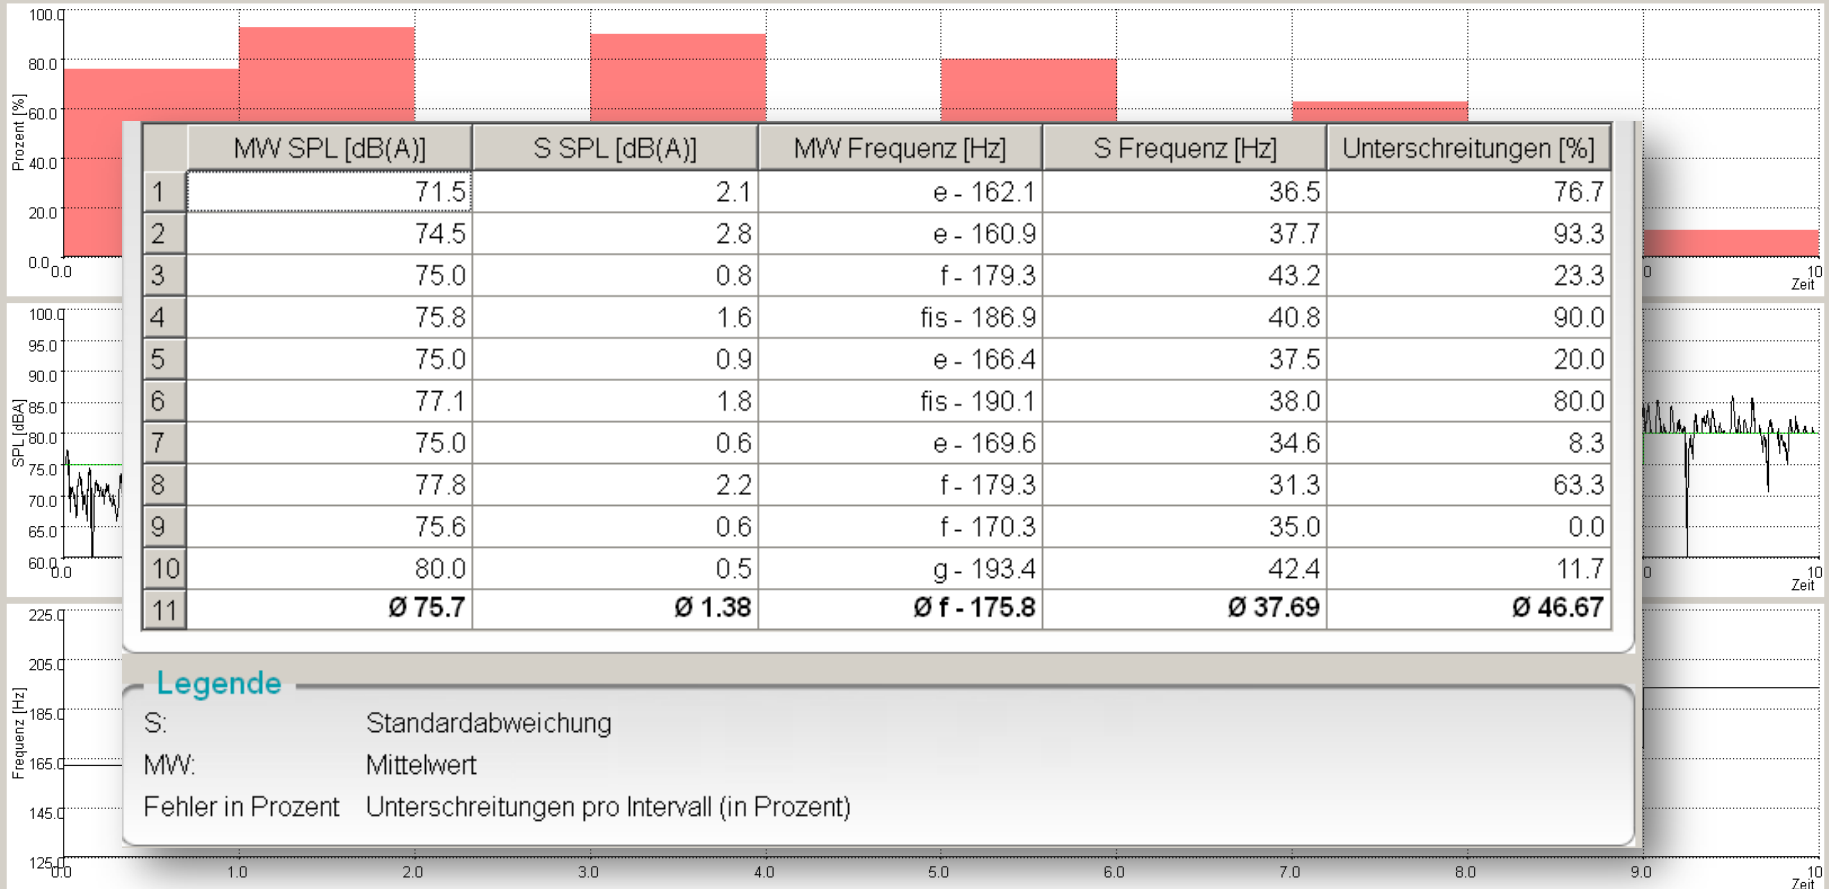 100.0
80.0
60.0
40.0
20.0
0.0
Prozent [%]
0.0
0
10
Zeit
MW SPL [dB(A)] S SPL [dB(A)] MW Frequenz [Hz] S Frequenz [Hz] Unterschreitungen [%]
1 71.5 2.1 e - 162.1 36.5 76.7
2 74.5 2.8 e - 160.9 37.7 93.3
3 75.0 0.8 f - 179.3 43.2 23.3
4 75.8 1.6 fis - 186.9 40.8 90.0
5 75.0 0.9 e - 166.4 37.5 20.0
6 77.1 1.8 fis - 190.1 38.0 80.0
7 75.0 0.6 e - 169.6 34.6 8.3
8 77.8 2.2 f - 179.3 31.3 63.3
9 75.6 0.6 f - 170.3 35.0 0.0
10 80.0 0.5 g - 193.4 42.4 11.7
11 Ø 75.7 Ø 1.38 Ø f - 175.8 Ø 37.69 Ø 46.67
100.0
95.0
90.0
85.0
80.0
75.0
70.0
65.0
60.0
SPL [dBA]
0.0
0
10
Zeit
Legende
S: Standardabweichung
MW: Mittelwert
Fehler in Prozent Unterschreitungen pro Intervall (in Prozent)
225.0
205.0
185.0
165.0
145.0
125.0
Frequenz [Hz]
0.0 1.0 2.0 3.0 4.0 5.0 6.0 7.0 8.0 9.0 10
Zeit